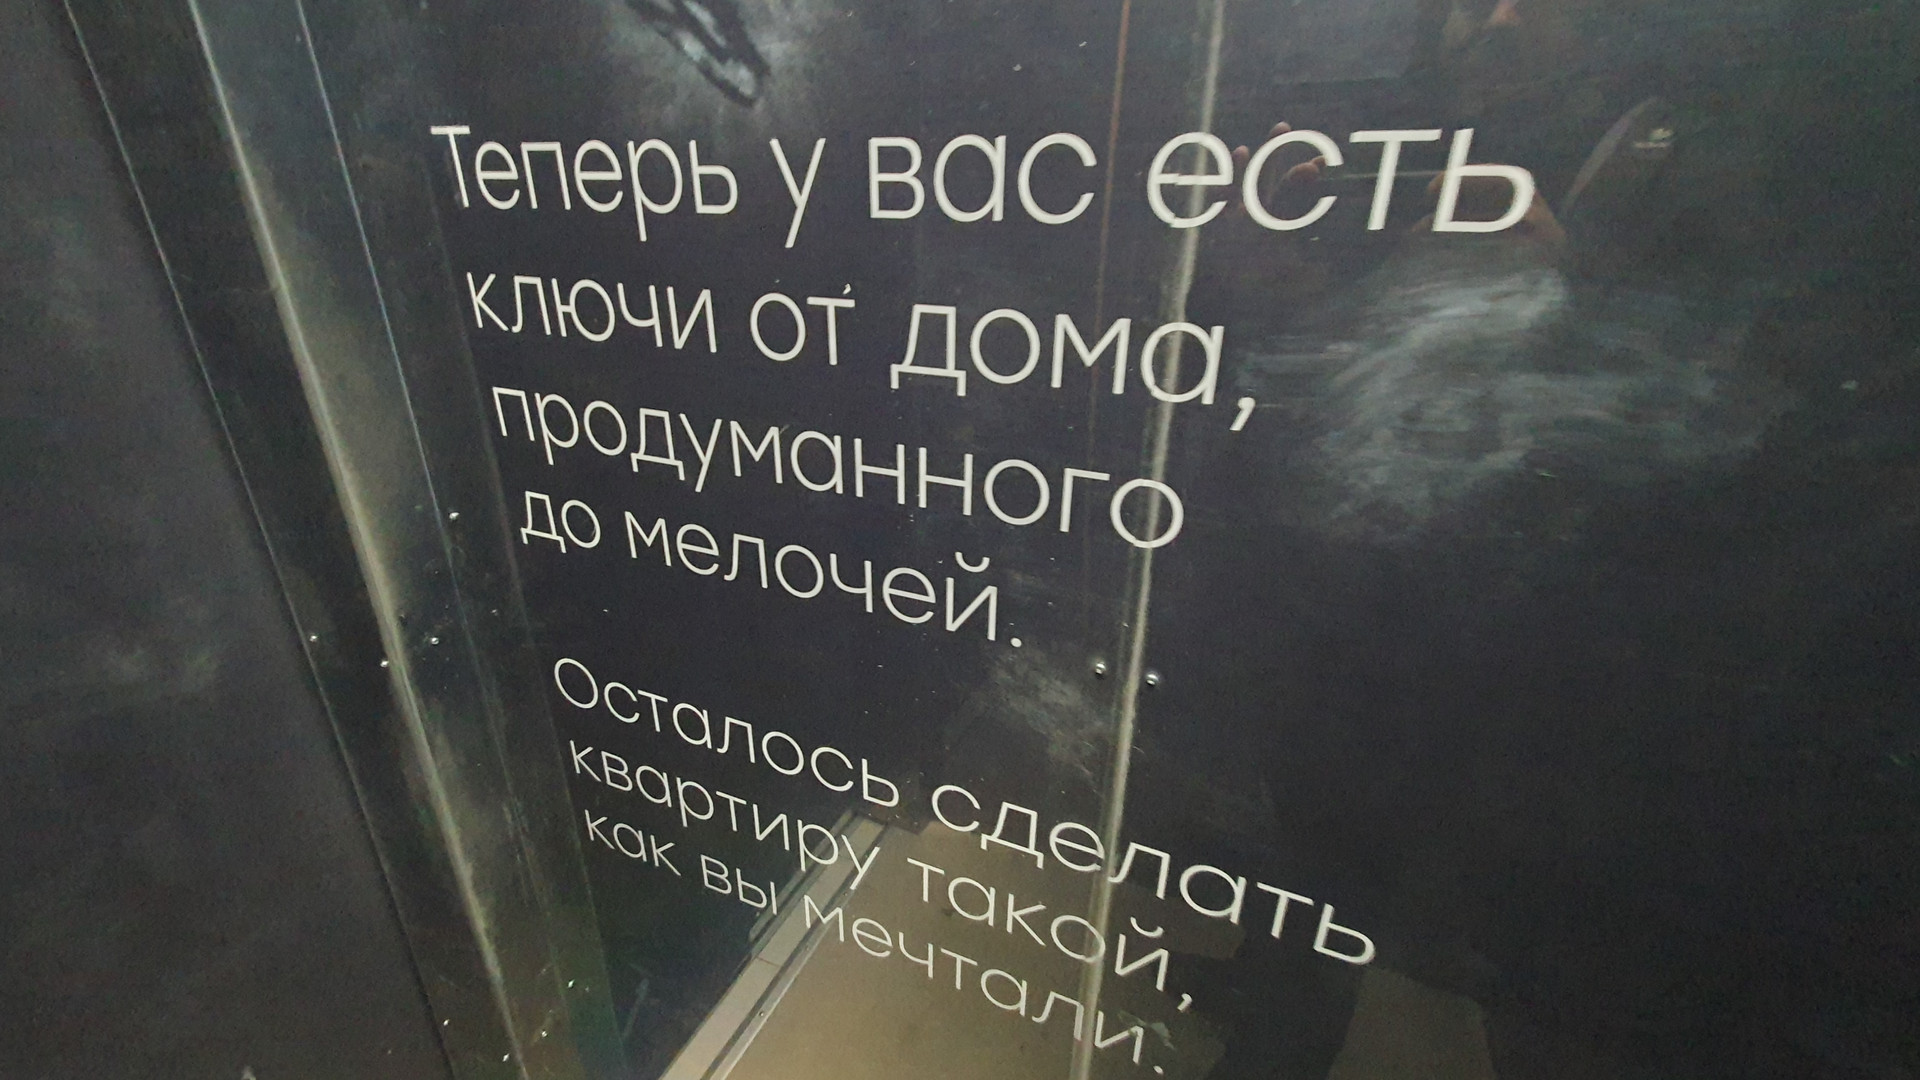 Теперь у вас есть
ключи от дома,
продуманного
до мелочей.
Осталось сделать
квартиру такой,
как вы мечтали.